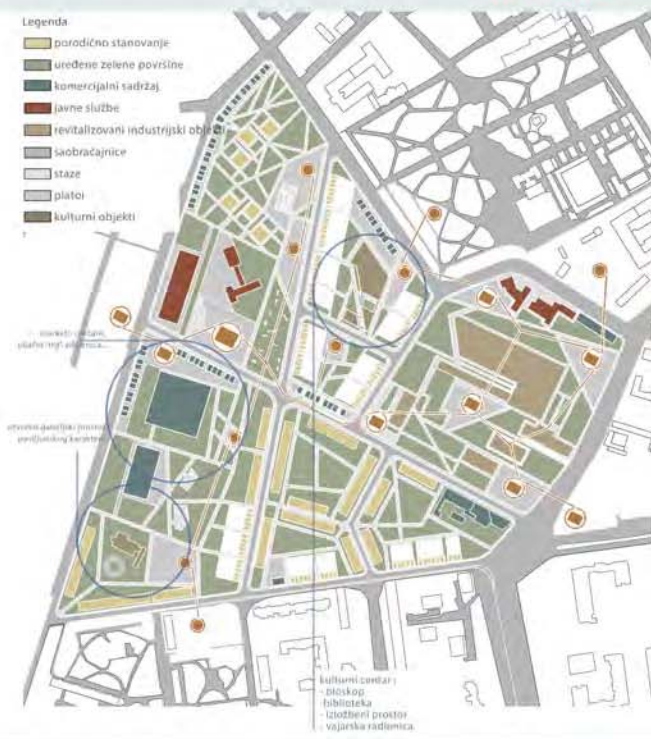 Legenda
porodično stanovanje
uređene zelene površine
komercijalni sadržaj
javne službe
revitalizovani industrijski objekti
saobraćajnice
staze
platoi
kulturni objekti
kulturni centar:
- bioskop
- biblioteka
- izložbeni prostor
- vajarska radionica